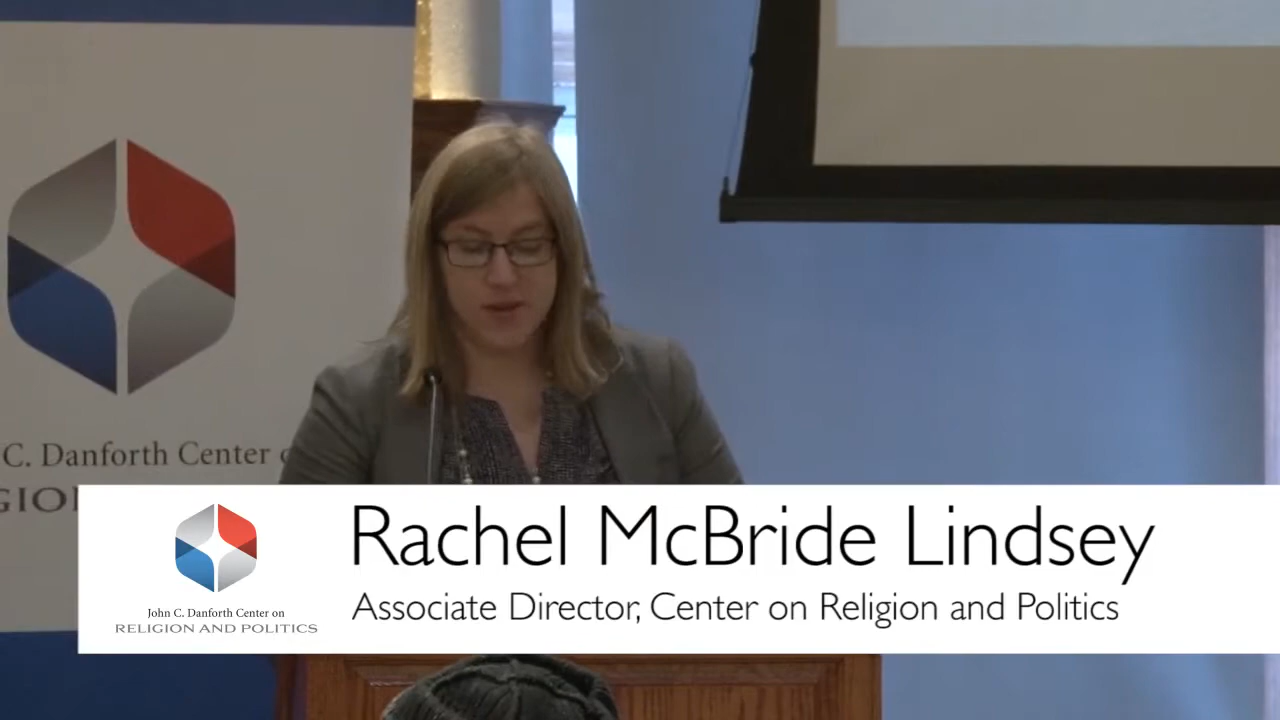 C. Danforth Center
Rachel McBride Lindsey
Associate Director, Center on Religion and Politics
John C. Danforth Center on
RELIGION AND POLITICS